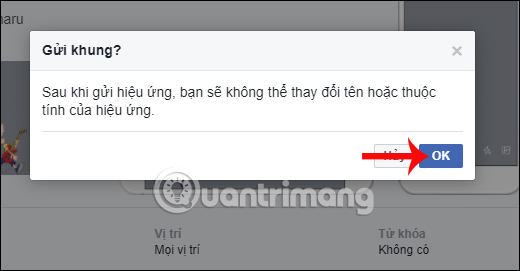 naru
Gửi khung?
×
Sau khi gửi hiệu ứng, bạn sẽ không thể thay đổi tên hoặc thuộc
tính của hiệu ứng.
OK
Quantrimang
Vị trí
Mọi vị trí
Từ khóa
Không có